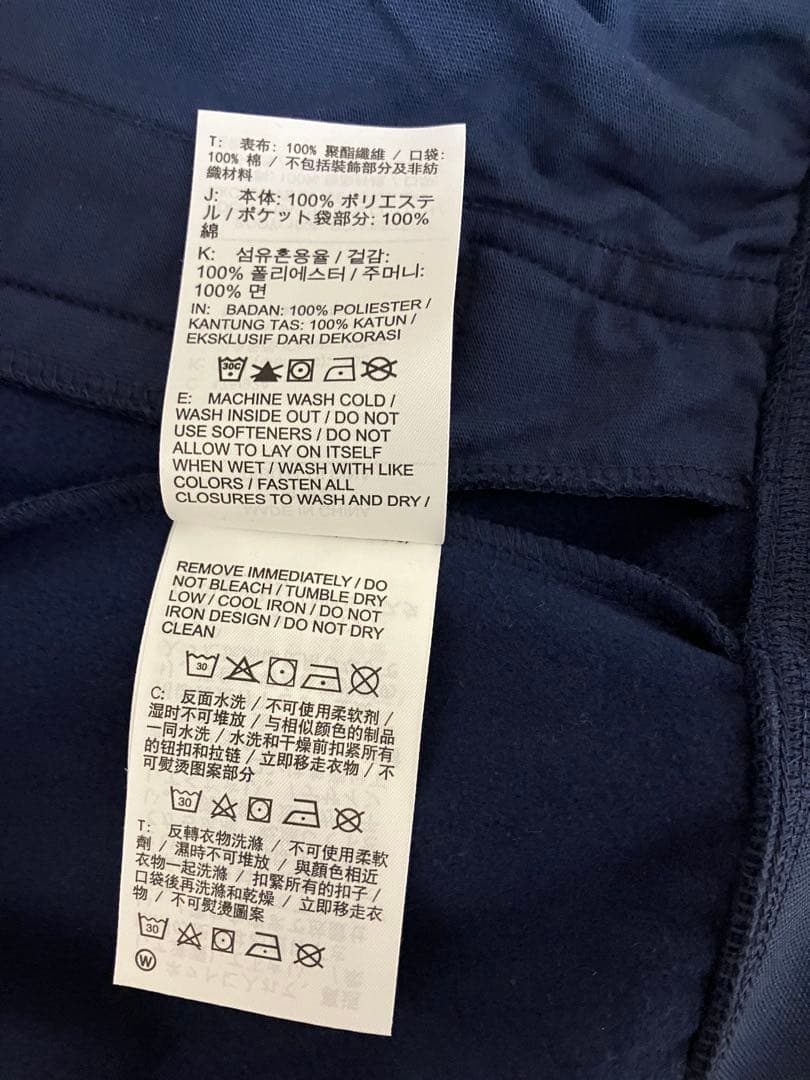 T: 表布: 100% 聚酯纖維 / 口袋:
100% 棉 / 不包括裝飾部分及非紡
織材料
J: 本体: 100% ポリエステ
ル / ポケット袋部分: 100%
綿
K: 섬유혼용율 / 겉감:
100% 폴리에스터 / 주머니:
100% 면
IN: BADAN: 100% POLIESTER /
KANTUNG TAS: 100% KATUN /
EKSKLUSIF DARI DEKORASI
30C
E: MACHINE WASH COLD /
WASH INSIDE OUT / DO NOT
USE SOFTENERS / DO NOT
ALLOW TO LAY ON ITSELF
WHEN WET / WASH WITH LIKE
COLORS / FASTEN ALL
CLOSURES TO WASH AND DRY /
REMOVE IMMEDIATELY / DO
NOT BLEACH / TUMBLE DRY
LOW / COOL IRON / DO NOT
IRON DESIGN / DO NOT DRY
CLEAN
30
C: 反面水洗 / 不可使用柔软剂 /
湿时不可堆放 / 与相似颜色的制品
一同水洗 / 水洗和干燥前扣紧所有
的钮扣和拉链 / 立即移走衣物 / 不
可熨烫图案部分
30
T: 反轉衣物洗滌 / 不可使用柔軟
劑 / 濕時不可堆放 / 與顏色相近
衣物一起洗滌 / 扣緊所有的扣子 /
口袋後再洗滌和乾燥 / 立即移走衣
物 / 不可熨燙圖案
30
W